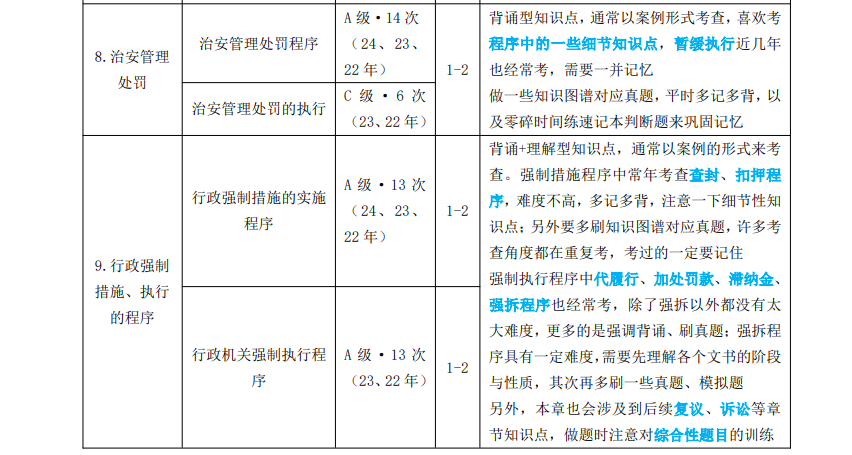 8.治安管理
处罚
治安管理处罚程序
A 级·14 次
（24、23、
22 年）
治安管理处罚的执行
C 级·6 次
（23、22 年）
1-2
背诵型知识点，通常以案例形式考查，喜欢考
程序中的一些细节知识点，暂缓执行近几年
也经常考，需要一并记忆
做一些知识图谱对应真题，平时多记多背，以
及零碎时间练速记本判断题来巩固记忆
9.行政强制
措施、执行
的程序
行政强制措施的实施
程序
A 级·13 次
（24、23、
22 年）
1-2
行政机关强制执行程
序
A 级·13 次
（23、22 年）
1-2
背诵+理解型知识点，通常以案例的形式来考
查。强制措施程序中常年考查查封、扣押程
序，难度不高，多记多背，注意一下细节性知
识点；另外要多刷知识图谱对应真题，许多考
查角度都在重复考，考过的一定要记住
强制执行程序中代履行、加处罚款、滞纳金、
强拆程序也经常考，除了强拆以外都没有太
大难度，更多的是强调背诵、刷真题；强拆程
序具有一定难度，需要先理解各个文书的阶段
与性质，其次再多刷一些真题、模拟题
另外，本章也会涉及到后续复议、诉讼等章
节知识点，做题时注意对综合性题目的训练